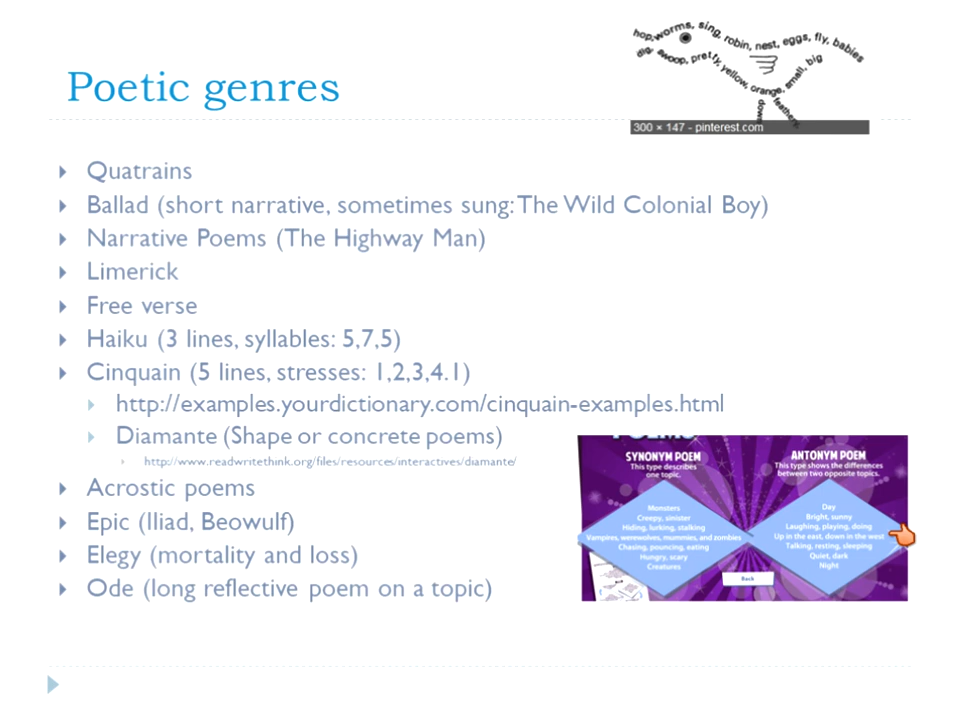 Poetic genres
hop, worms, sing, robin, nest, eggs, fly, babies
dig, swoop, pretty, yellow, orange, small, big
down
feathers
300 × 147 - pinterest.com
Quatrains
Ballad (short narrative, sometimes sung: The Wild Colonial Boy)
Narrative Poems (The Highway Man)
Limerick
Free verse
Haiku (3 lines, syllables: 5,7,5)
Cinquain (5 lines, stresses: 1,2,3,4.1)
http://examples.yourdictionary.com/cinquain-examples.html
Diamante (Shape or concrete poems)
http://www.readwritethink.org/files/resources/interactives/diamante/
Acrostic poems
Epic (Iliad, Beowulf)
Elegy (mortality and loss)
Ode (long reflective poem on a topic)
POEMS
SYNONYM POEM
This type describes
one topic.
Monsters
Creepy, sinister
Hiding, lurking, stalking
Vampires, werewolves, mummies, and zombies
Chasing, pouncing, eating
Hungry, scary
Creatures
ANTONYM POEM
This type shows the differences
between two opposite topics.
Day
Bright, sunny
Laughing, playing, doing
Up in the east, down in the west
Talking, resting, sleeping
Quiet, dark
Night
Back